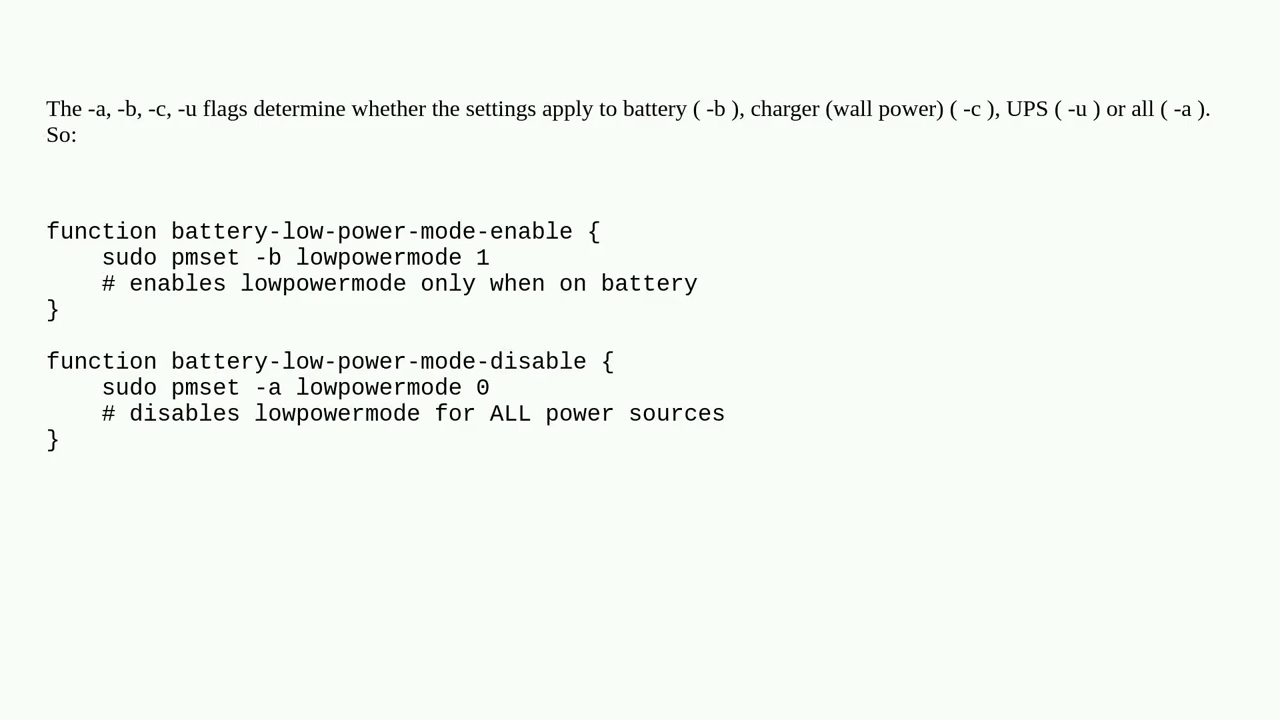 The -a, -b, -c, -u flags determine whether the settings apply to battery ( -b ), charger (wall power) ( -c ), UPS ( -u ) or all ( -a ).
So:
function battery-low-power-mode-enable {
    sudo pmset -b lowpowermode 1
    # enables lowpowermode only when on battery
}
function battery-low-power-mode-disable {
    sudo pmset -a lowpowermode 0
    # disables lowpowermode for ALL power sources
}